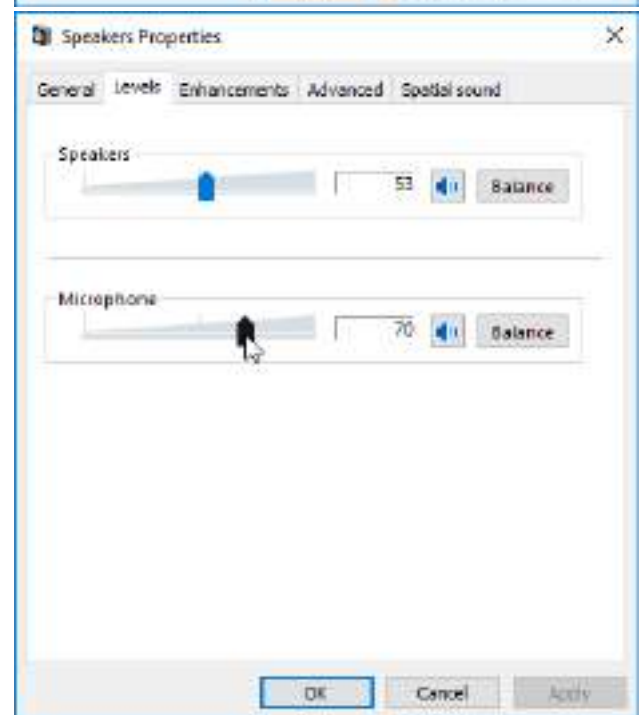 Speakers Properties
General Levels Enhancements Advanced Spatial sound
Speakers
53 Balance
Microphone
70 Balance
OK Cancel Apply